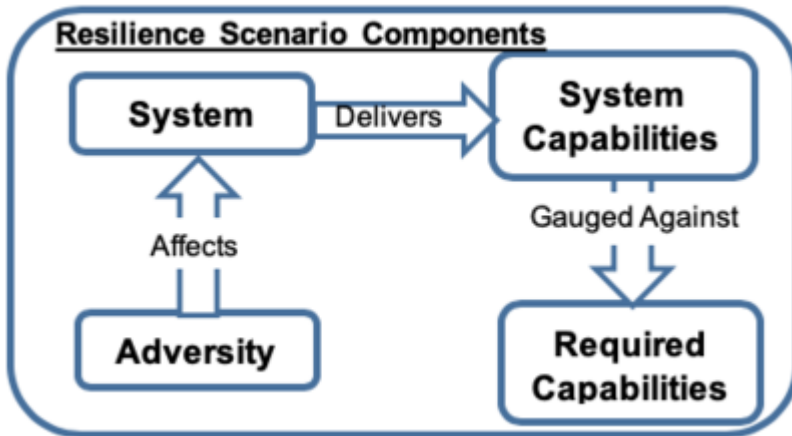 Resilience Scenario Components
System
Delivers
System
Capabilities
Affects
Gauged Against
Adversity
Required
Capabilities